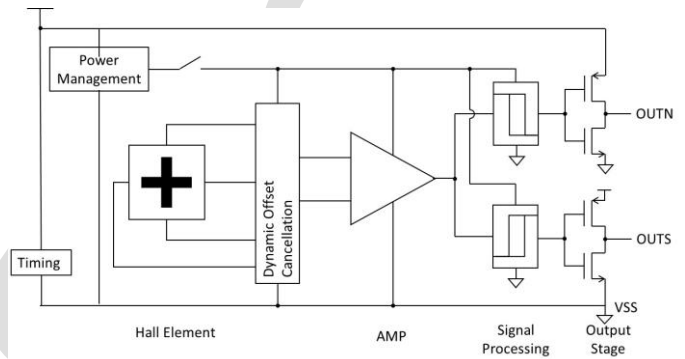 Power
Management
OUTN
Dynamic Offset
Cancellation
OUTS
Timing
VSS
Hall Element
AMP
Signal
Processing
Output
Stage